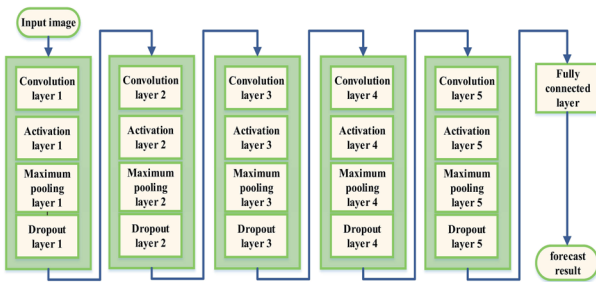 Input image
Convolution
layer 1
Activation
layer 1
Maximum
pooling
layer 1
Dropout
layer 1
Convolution
layer 2
Activation
layer 2
Maximum
pooling
layer 2
Dropout
layer 2
Convolution
layer 3
Activation
layer 3
Maximum
pooling
layer 3
Dropout
layer 3
Convolution
layer 4
Activation
layer 4
Maximum
pooling
layer 4
Dropout
layer 4
Convolution
layer 5
Activation
layer 5
Maximum
pooling
layer 5
Dropout
layer 5
Fully
connected
layer
forecast
result